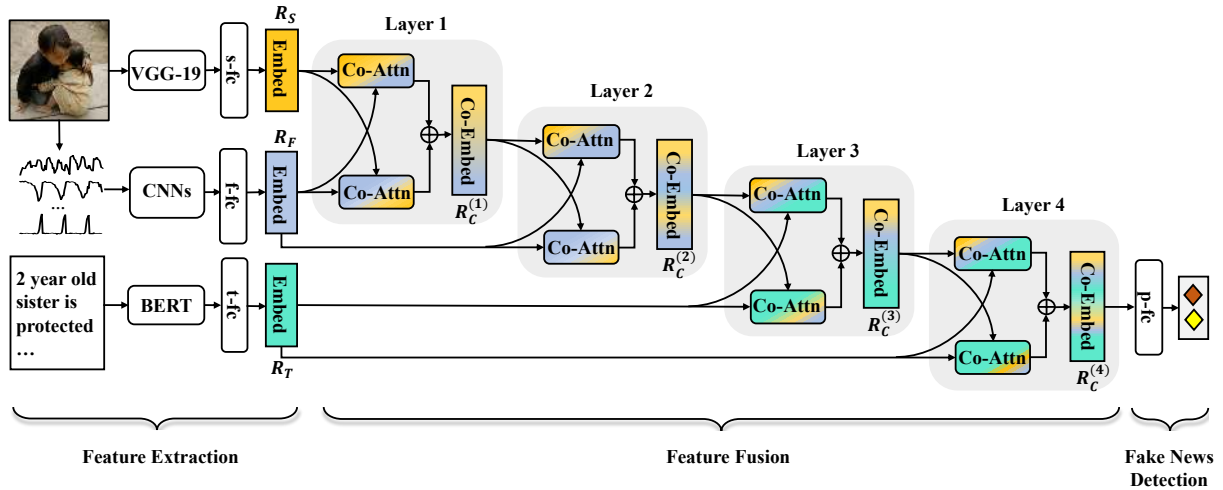 R_S
Layer 1
VGG-19
s-fc
Embed
Co-Attn
Co-Embed
Layer 2
R_F
CNNs
f-fc
Embed
Co-Attn
R_C^(1)
Co-Attn
Co-Embed
Layer 3
...
Co-Attn
R_C^(2)
Co-Attn
Co-Embed
Layer 4
2 year old
sister is
protected
...
BERT
t-fc
Embed
R_T
Co-Attn
R_C^(3)
Co-Attn
Co-Embed
p-fc
Co-Attn
R_C^(4)
Feature Extraction
Feature Fusion
Fake News
Detection